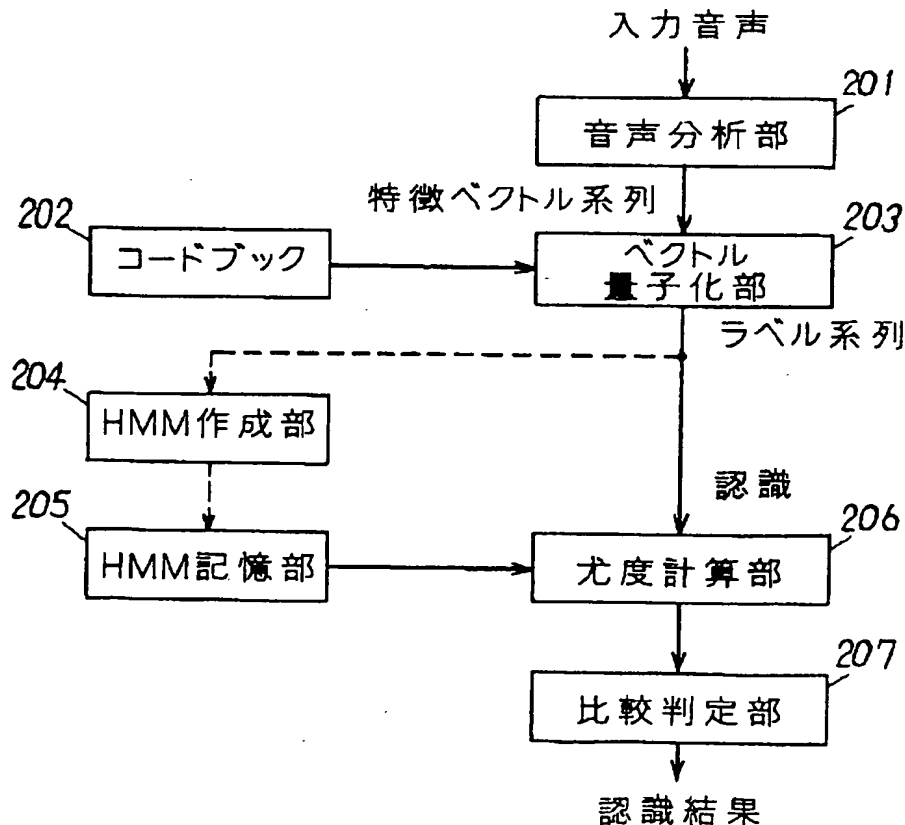 入力音声
201
音声分析部
特徴ベクトル系列
202
コードブック
203
ベクトル
量子化部
ラベル系列
204
HMM作成部
認識
205
HMM記憶部
206
尤度計算部
207
比較判定部
認識結果